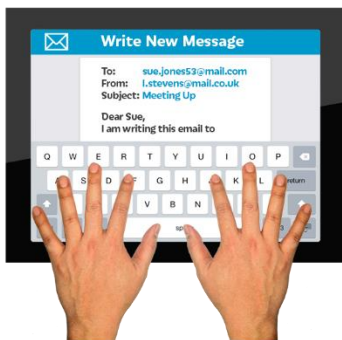 Write New Message
To: sue.jones53@mail.com
From: l.stevens@mail.co.uk
Subject: Meeting Up
Dear Sue,
I am writing this email to
Q W E R T Y U I O P
A S D F G H K L return
V B N
sp